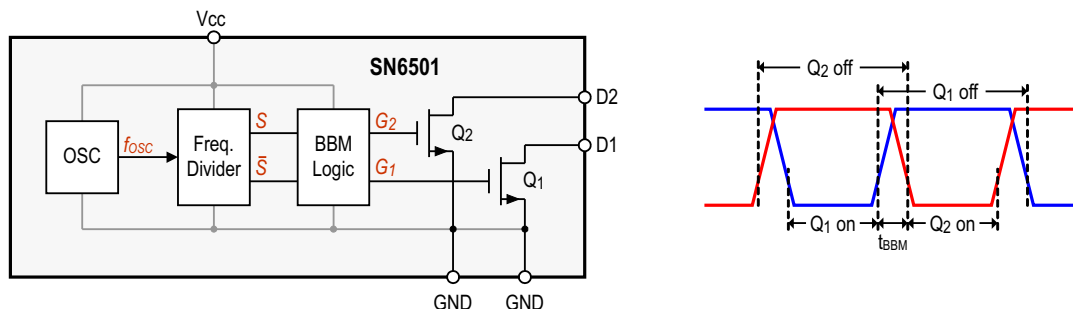 Vcc
SN6501
D2
D1
OSC
fOSC
Freq.
Divider
S
S̅
BBM
Logic
G2
G1
Q2
Q1
GND
GND
Q2 off
Q1 off
Q1 on
tBBM
Q2 on